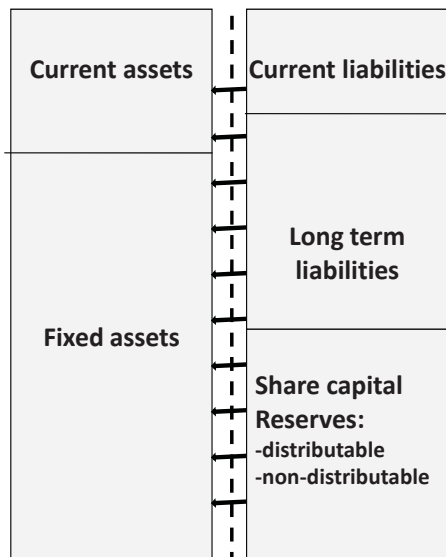 Current assets
Fixed assets
Current liabilities
Long term
liabilities
Share capital
Reserves:
-distributable
-non-distributable